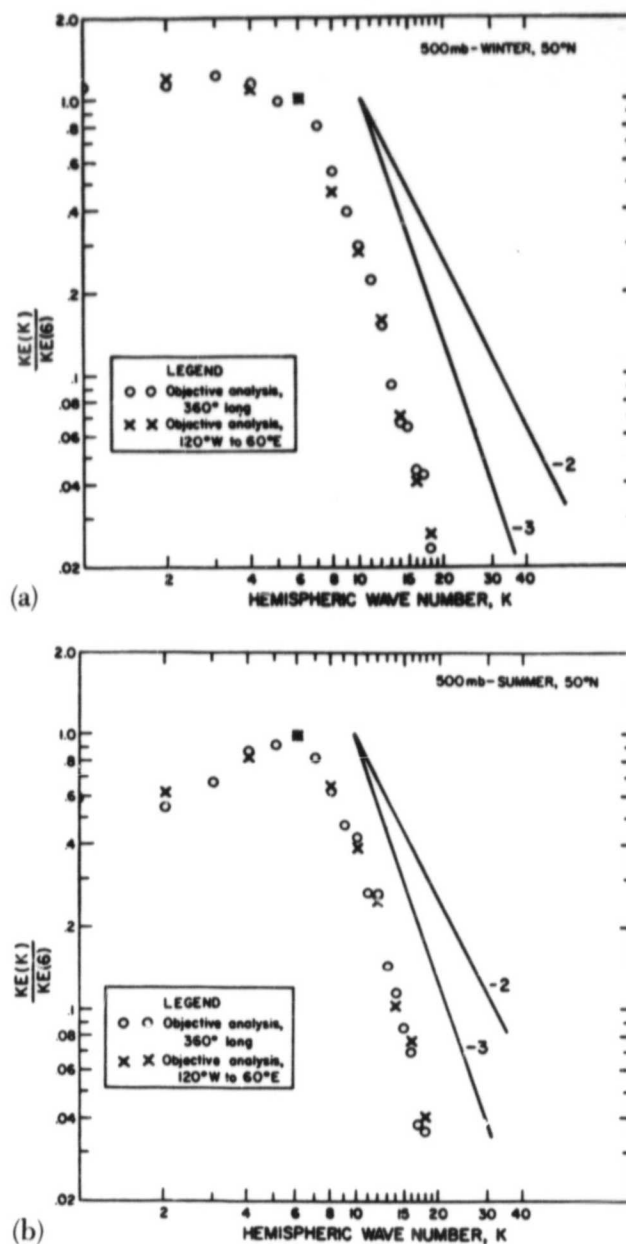 2.0
500mb-WINTER, 50°N
1.0
.8
.6
.4
.2
.1
.08
.06
.04
.02
KE(K)
KE(6)
LEGEND
Objective analysis,
360° long
Objective analysis,
120°W to 60°E
-2
-3
2 4 6 8 10 15 20 30 40
HEMISPHERIC WAVE NUMBER, K
(a)
2.0
500mb-SUMMER, 50°N
1.0
.8
.6
.4
.2
.1
.08
.06
.04
.02
KE(K)
KE(6)
LEGEND
Objective analysis,
360° long
Objective analysis,
120°W to 60°E
-2
-3
2 4 6 8 10 15 20 30 40
HEMISPHERIC WAVE NUMBER, K
(b)